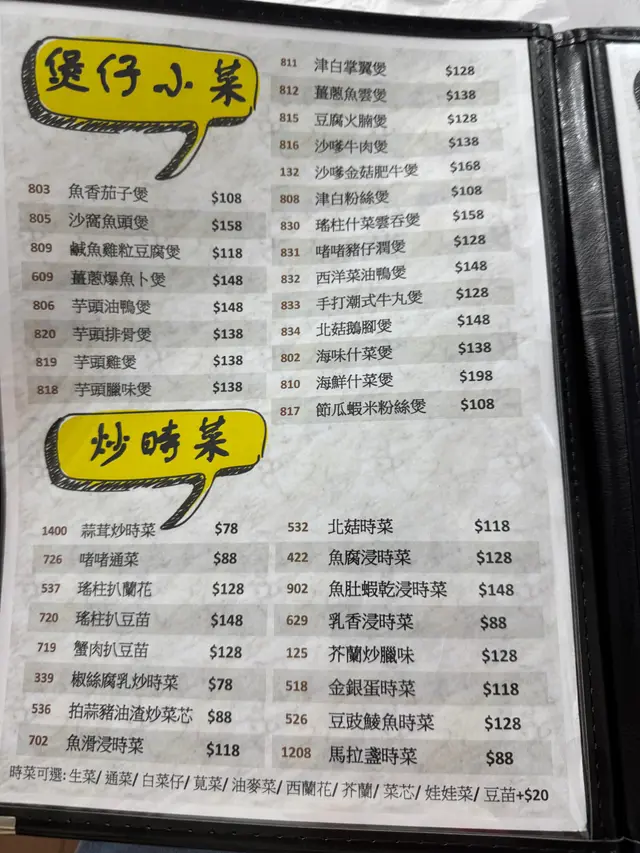 煲仔小菜
803 魚香茄子煲 $108
805 沙窩魚頭煲 $158
809 鹹魚雞粒豆腐煲 $118
609 薑蔥爆魚卜煲 $148
806 芋頭油鴨煲 $148
820 芋頭排骨煲 $138
819 芋頭雞煲 $138
818 芋頭臘味煲 $138
811 津白掌翼煲 $128
812 薑蔥魚雲煲 $138
815 豆腐火腩煲 $128
816 沙嗲牛肉煲 $138
132 沙嗲金菇肥牛煲 $168
808 津白粉絲煲 $108
830 瑤柱什菜雲吞煲 $158
831 啫啫豬仔潤煲 $128
832 西洋菜油鴨煲 $148
833 手打潮式牛丸煲 $128
834 北菇鵝腳煲 $148
802 海味什菜煲 $138
810 海鮮什菜煲 $198
817 節瓜蝦米粉絲煲 $108
炒時菜
1400 蒜茸炒時菜 $78
726 啫啫通菜 $88
537 瑤柱扒蘭花 $128
720 瑤柱扒豆苗 $148
719 蟹肉扒豆苗 $128
339 椒絲腐乳炒時菜 $78
536 拍蒜豬油渣炒菜芯 $88
702 魚滑浸時菜 $118
532 北菇時菜 $118
422 魚腐浸時菜 $128
902 魚肚蝦乾浸時菜 $148
629 乳香浸時菜 $88
125 芥蘭炒臘味 $128
518 金銀蛋時菜 $118
526 豆豉鯪魚時菜 $128
1208 馬拉盞時菜 $88
時菜可選: 生菜/ 通菜/ 白菜仔/ 莧菜/ 油麥菜/ 西蘭花/ 芥蘭/ 菜芯/ 娃娃菜/ 豆苗+$20